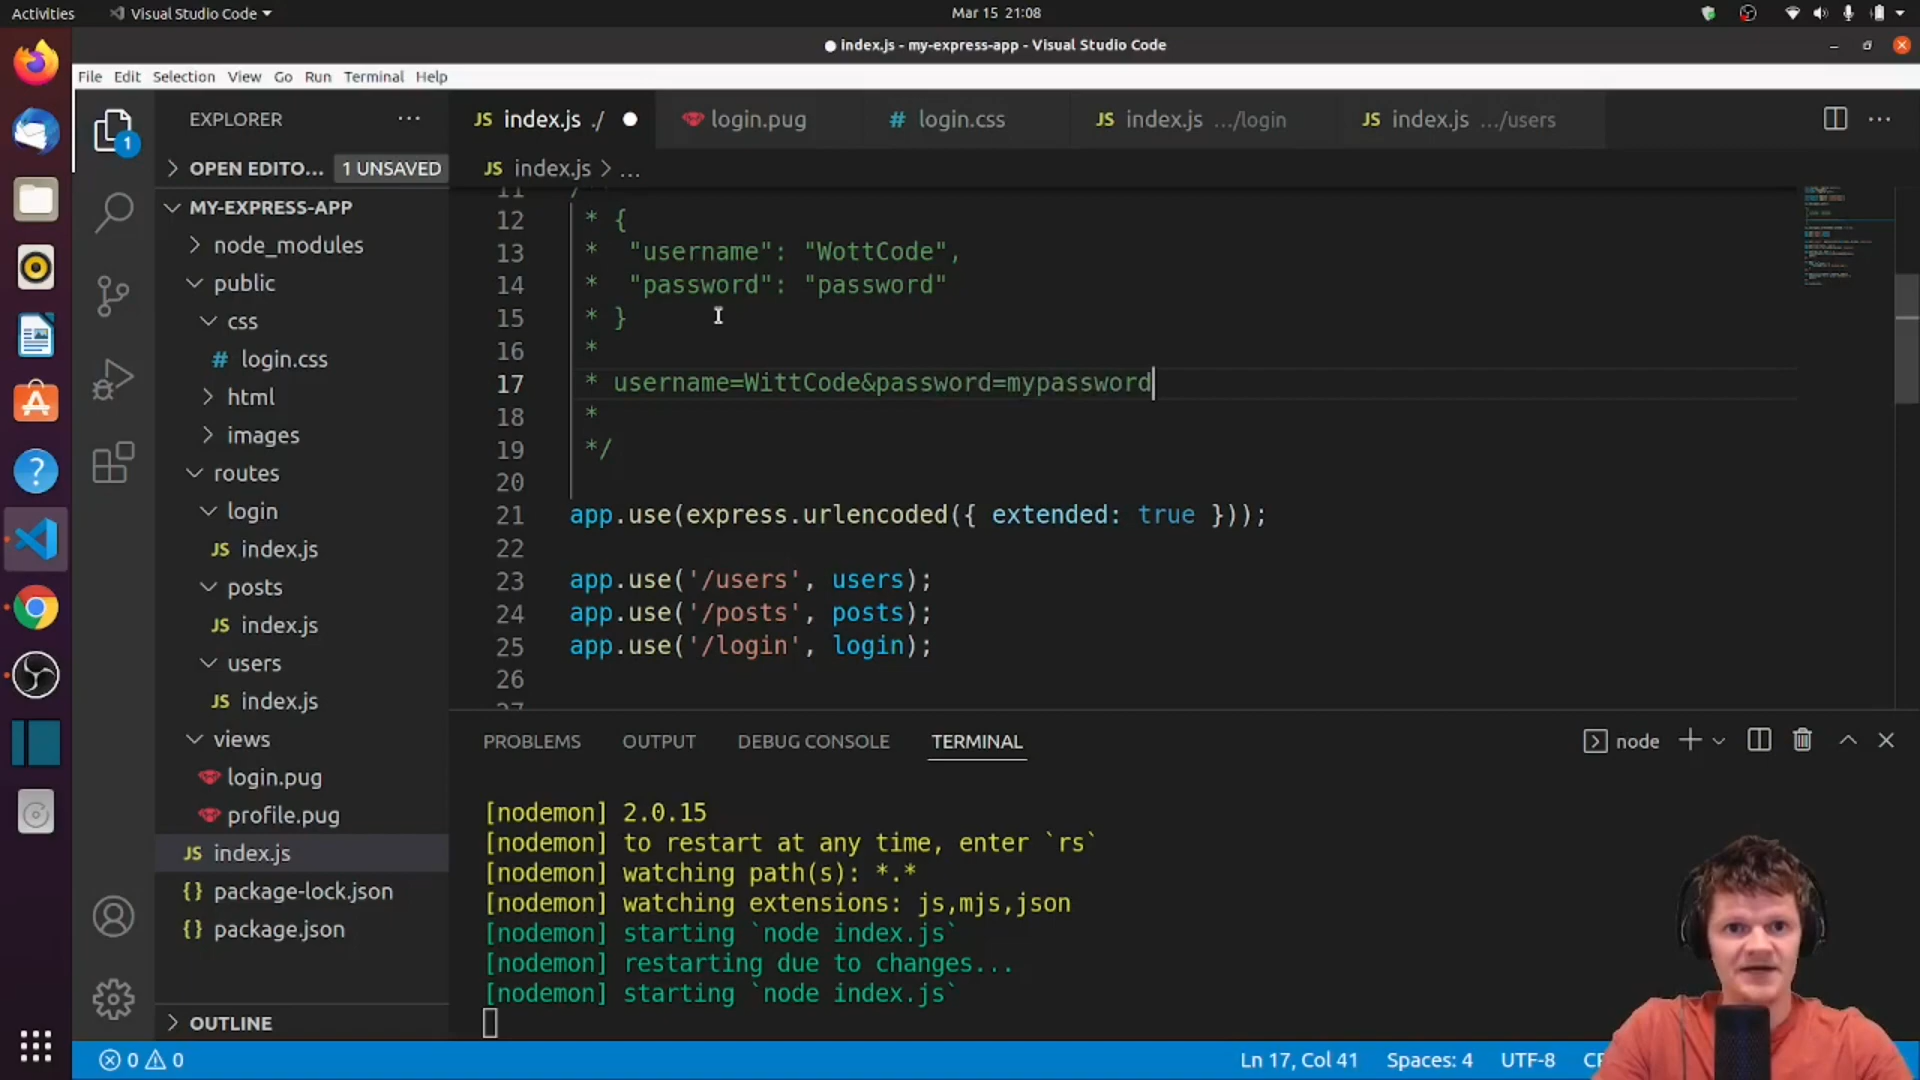 Activities
Visual Studio Code
Mar 15 21:08
index.js - my-express-app - Visual Studio Code
File Edit Selection View Go Run Terminal Help
EXPLORER
OPEN EDITO... 1 UNSAVED
MY-EXPRESS-APP
node_modules
public
css
# login.css
html
images
routes
login
JS index.js
posts
JS index.js
users
JS index.js
views
login.pug
profile.pug
JS index.js
{} package-lock.json
{} package.json
OUTLINE
1
JS index.js ./
login.pug
# login.css
JS index.js .../login
JS index.js .../users
JS index.js > ...
11
12 * {
13 * "username": "WottCode",
14 * "password": "password"
15 * }
16 *
17 * username=WittCode&password=mypassword
18 *
19 */
20
21 app.use(express.urlencoded({ extended: true }));
22
23 app.use('/users', users);
24 app.use('/posts', posts);
25 app.use('/login', login);
26
27
PROBLEMS OUTPUT DEBUG CONSOLE TERMINAL
node
[nodemon] 2.0.15
[nodemon] to restart at any time, enter `rs`
[nodemon] watching path(s): *.*
[nodemon] watching extensions: js,mjs,json
[nodemon] starting `node index.js`
[nodemon] restarting due to changes...
[nodemon] starting `node index.js`
0 0
Ln 17, Col 41 Spaces: 4 UTF-8